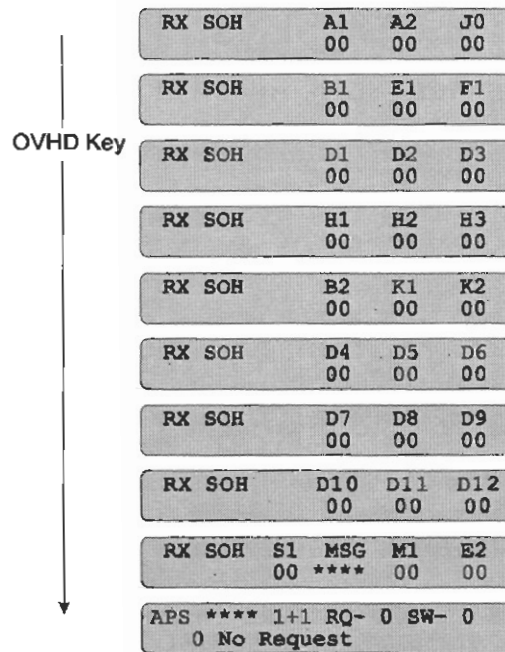 RX SOH A1 A2 J0
00 00 00
RX SOH B1 E1 F1
00 00 00
OVHD Key
RX SOH D1 D2 D3
00 00 00
RX SOH H1 H2 H3
00 00 00
RX SOH B2 K1 K2
00 00 00
RX SOH D4 D5 D6
00 00 00
RX SOH D7 D8 D9
00 00 00
RX SOH D10 D11 D12
00 00 00
RX SOH S1 MSG M1 E2
00 **** 00 00
APS **** 1+1 RQ- 0 SW- 0
0 No Request